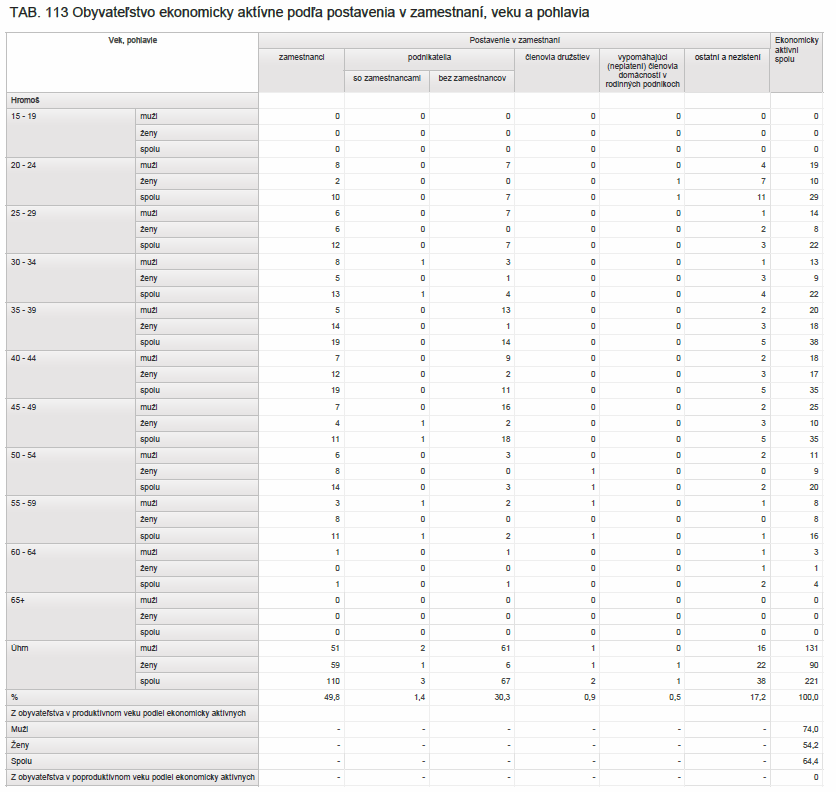 TAB. 113 Obyvateľstvo ekonomicky aktívne podľa postavenia v zamestnaní, veku a pohlavia
Vek, pohlavie Postavenie v zamestnaní Ekonomicky aktívni spolu
zamestnanci podnikatelia členovia družstiev vypomáhajúci (neplatení) členovia domácností v rodinných podnikoch ostatní a nezistení
so zamestnancami bez zamestnancov
Hromoš
15 - 19 muži 0 0 0 0 0 0 0
ženy 0 0 0 0 0 0 0
spolu 0 0 0 0 0 0 0
20 - 24 muži 8 0 7 0 0 4 19
ženy 2 0 0 0 1 7 10
spolu 10 0 7 0 1 11 29
25 - 29 muži 6 0 7 0 0 1 14
ženy 6 0 0 0 0 2 8
spolu 12 0 7 0 0 3 22
30 - 34 muži 8 1 3 0 0 1 13
ženy 5 0 1 0 0 3 9
spolu 13 1 4 0 0 4 22
35 - 39 muži 5 0 13 0 0 2 20
ženy 14 0 1 0 0 3 18
spolu 19 0 14 0 0 5 38
40 - 44 muži 7 0 9 0 0 2 18
ženy 12 0 2 0 0 3 17
spolu 19 0 11 0 0 5 35
45 - 49 muži 7 0 16 0 0 2 25
ženy 4 1 2 0 0 3 10
spolu 11 1 18 0 0 5 35
50 - 54 muži 6 0 3 0 0 2 11
ženy 8 0 0 1 0 0 9
spolu 14 0 3 1 0 2 20
55 - 59 muži 3 1 2 1 0 1 8
ženy 8 0 0 0 0 0 8
spolu 11 1 2 1 0 1 16
60 - 64 muži 1 0 1 0 0 1 3
ženy 0 0 0 0 0 1 1
spolu 1 0 1 0 0 2 4
65+ muži 0 0 0 0 0 0 0
ženy 0 0 0 0 0 0 0
spolu 0 0 0 0 0 0 0
Úhrn muži 51 2 61 1 0 16 131
ženy 59 1 6 1 1 22 90
spolu 110 3 67 2 1 38 221
% 49,8 1,4 30,3 0,9 0,5 17,2 100,0
Z obyvateľstva v produktívnom veku podiel ekonomicky aktívnych
Muži - - - - - - 74,0
Ženy - - - - - - 54,2
Spolu - - - - - - 64,4
Z obyvateľstva v poproduktívnom veku podiel ekonomicky aktívnych - - - - - - 0